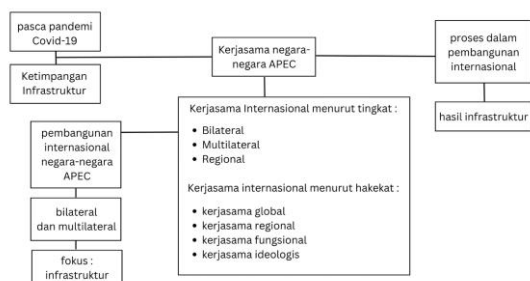 pasca pandemi
Covid-19
Ketimpangan
Infrastruktur
Kerjasama negara-
negara APEC
proses dalam
pembangunan
internasional
hasil infrastruktur
Kerjasama Internasional menurut tingkat :
• Bilateral
• Multilateral
• Regional
Kerjasama internasional menurut hakekat :
• kerjasama global
• kerjasama regional
• kerjasama fungsional
• kerjasama ideologis
pembangunan
internasional
negara-negara
APEC
bilateral
dan multilateral
fokus :
infrastruktur